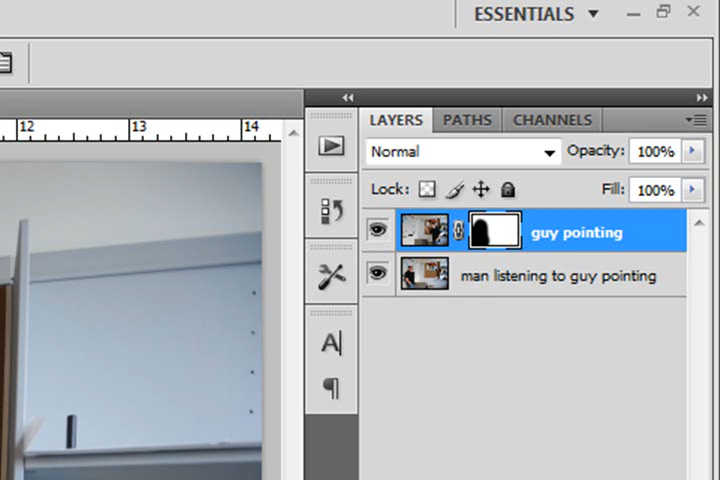 ESSENTIALS
12 13 14
LAYERS PATHS CHANNELS
Normal Opacity: 100%
Lock: Fill: 100%
guy pointing
man listening to guy pointing
A